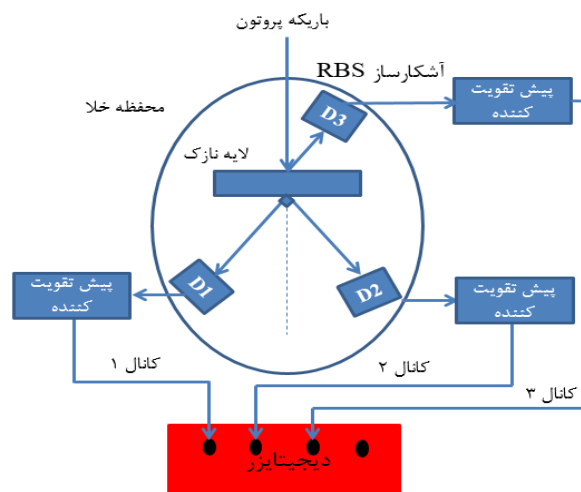 باریکه پروتون
آشکارساز RBS
پیش تقویت
کننده
محفظه خلا
D3
لایه نازک
پیش تقویت
کننده
D1
D2
پیش تقویت
کننده
کانال ۱
کانال ۲
کانال ۳
دیجیتایزر